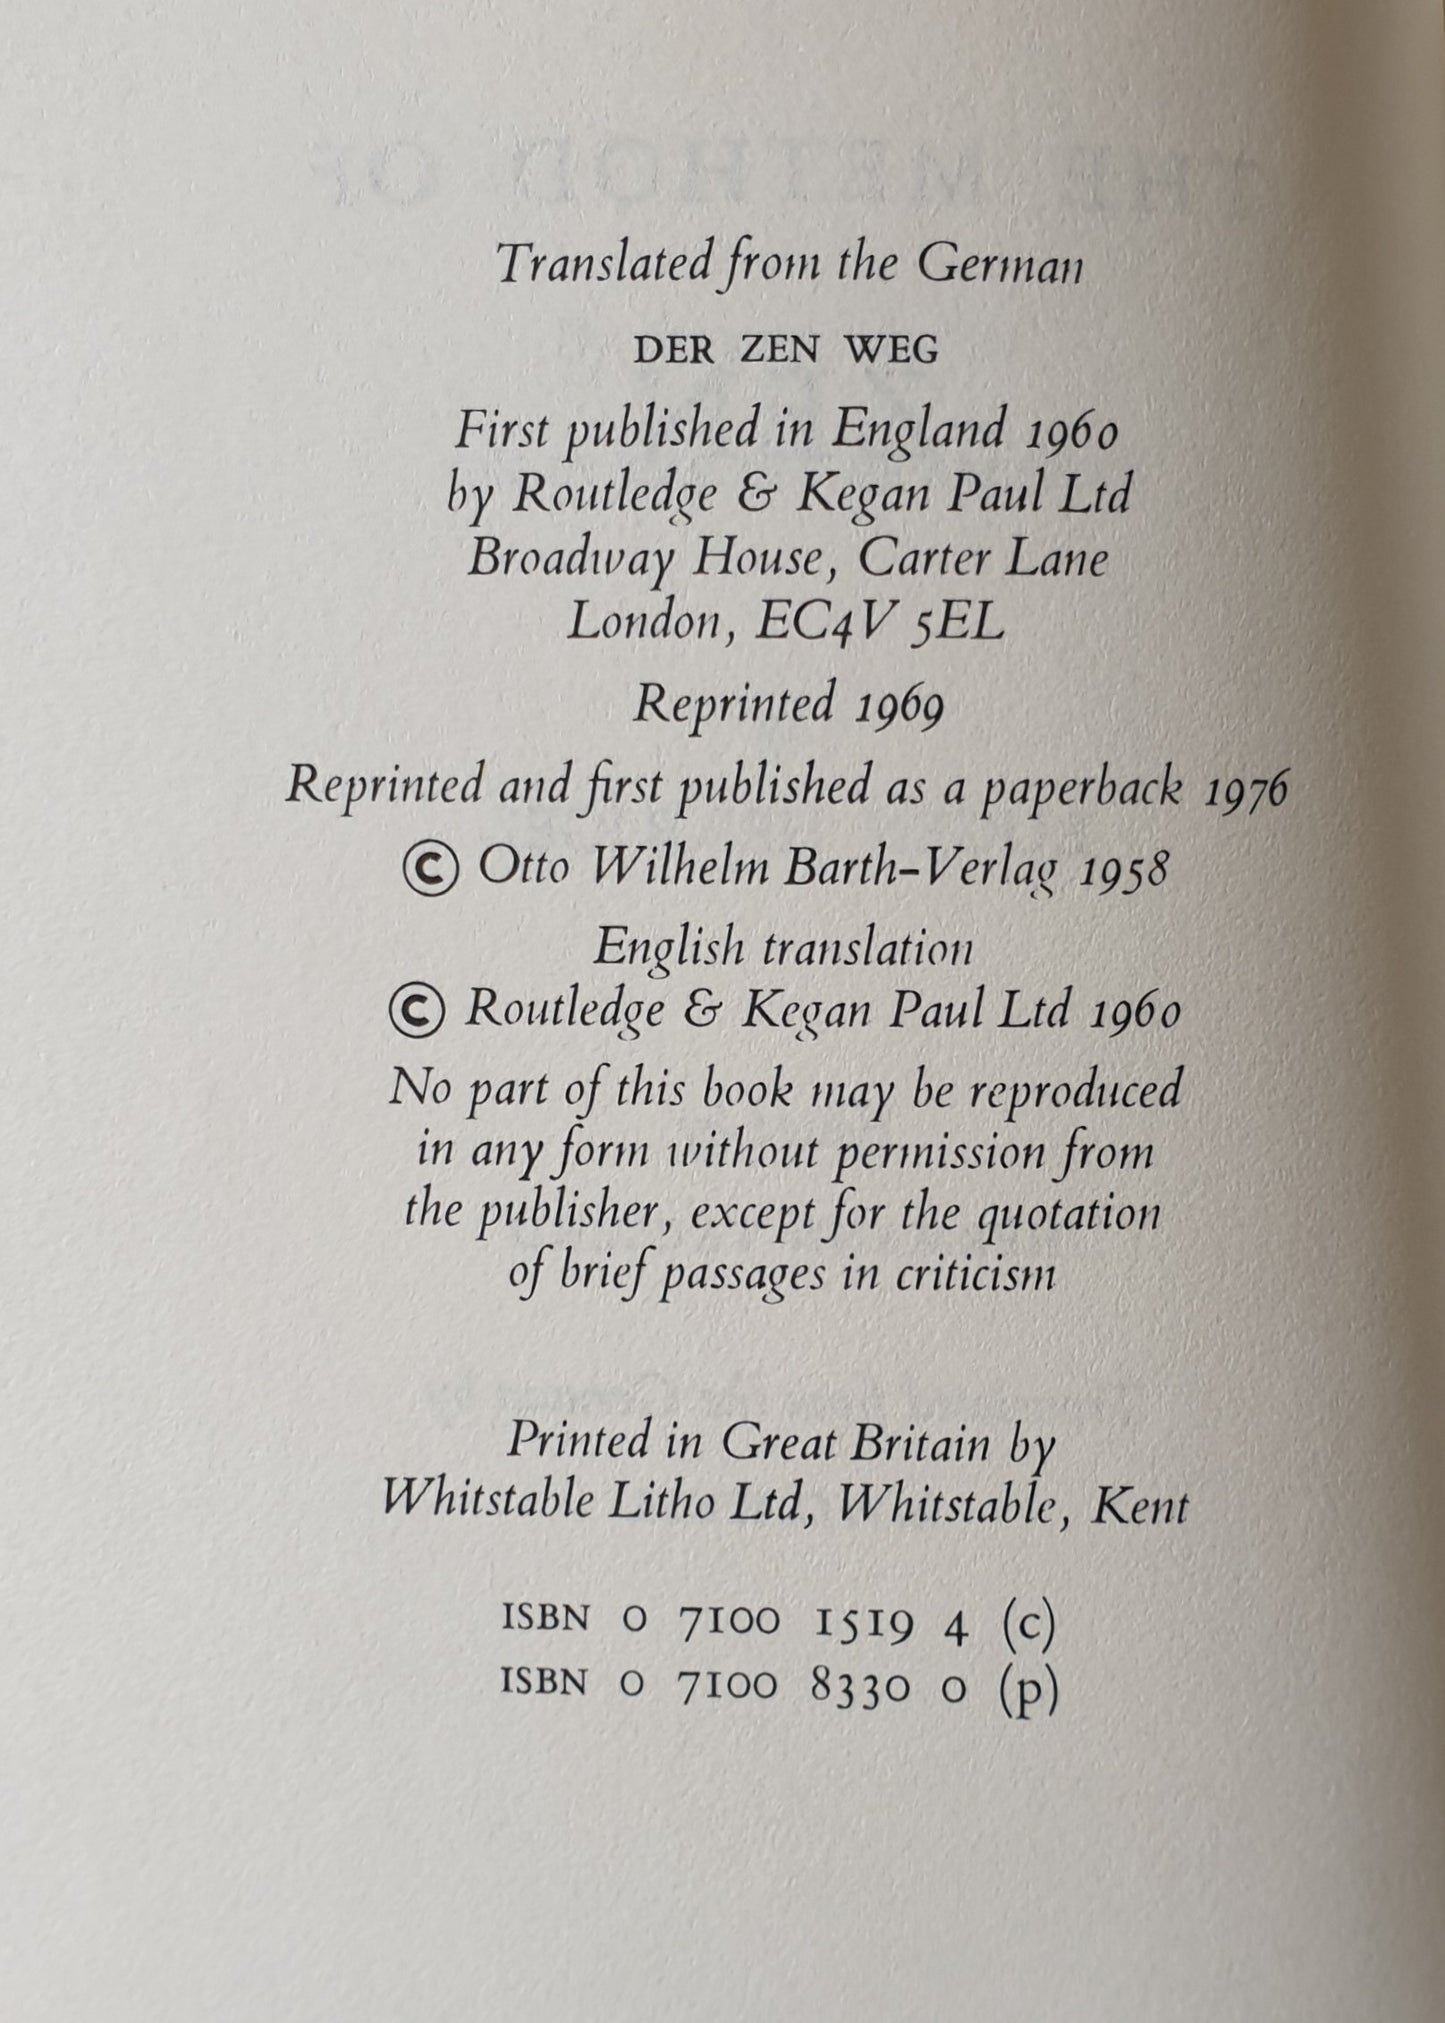 THE METHOD OF
Translated from the German
DER ZEN WEG
First published in England 1960
by Routledge & Kegan Paul Ltd
Broadway House, Carter Lane
London, EC4V 5EL
Reprinted 1969
Reprinted and first published as a paperback 1976
© Otto Wilhelm Barth-Verlag 1958
English translation
© Routledge & Kegan Paul Ltd 1960
No part of this book may be reproduced
in any form without permission from
the publisher, except for the quotation
of brief passages in criticism
Printed in Great Britain by
Whitstable Litho Ltd, Whitstable, Kent
ISBN 0 7100 1519 4 (c)
ISBN 0 7100 8330 0 (p)